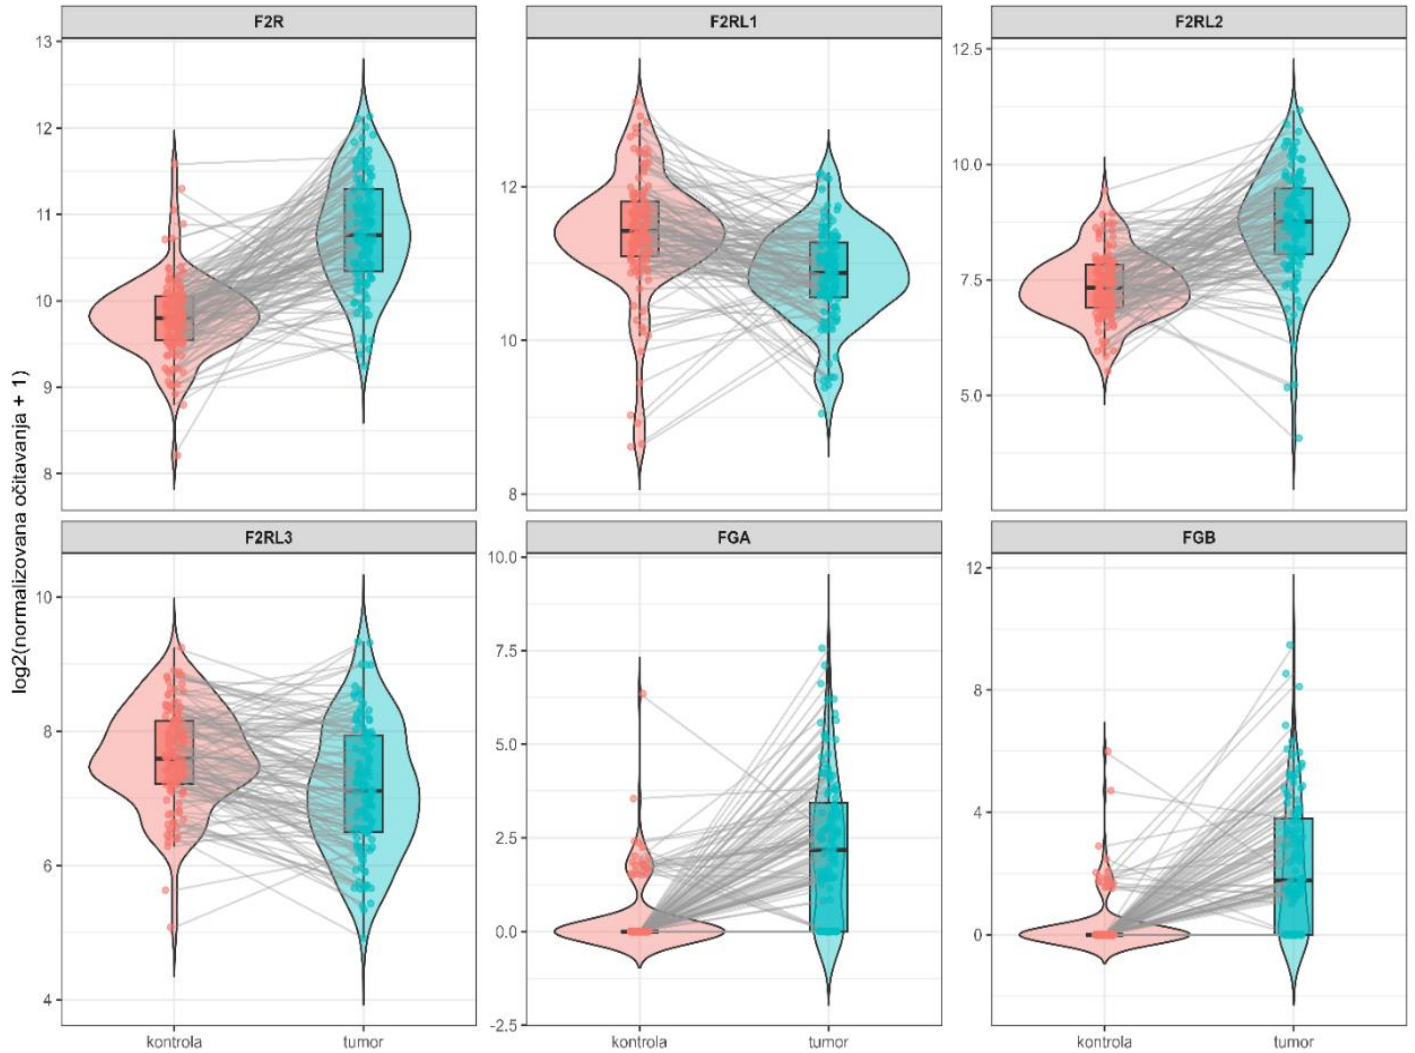 F2R
F2RL1
F2RL2
13
12
11
10
9
8
12
10
8
12.5
10.0
7.5
5.0
log2(normalizovana očitavanja + 1)
F2RL3
FGA
FGB
10
8
6
4
10.0
7.5
5.0
2.5
0.0
-2.5
12
8
4
0
kontrola
tumor
kontrola
tumor
kontrola
tumor